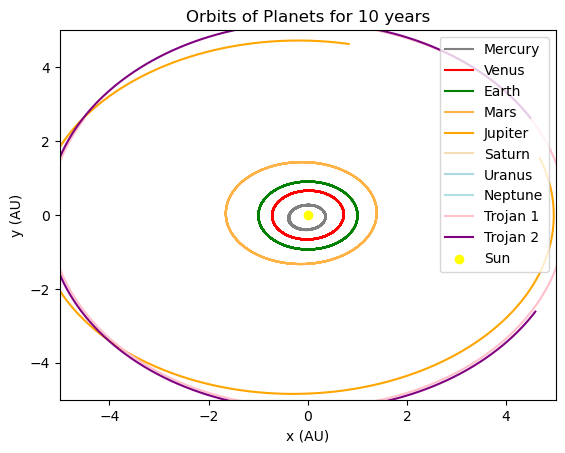 Orbits of Planets for 10 years
4
2
0
−2
−4
y (AU)
−4
−2
0
2
4
x (AU)
Mercury
Venus
Earth
Mars
Jupiter
Saturn
Uranus
Neptune
Trojan 1
Trojan 2
Sun